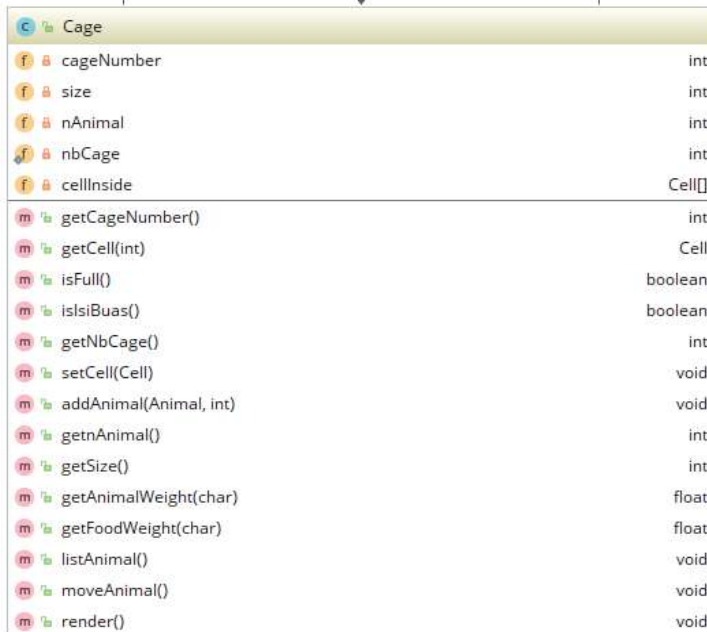 Cage
cageNumber int
size int
nAnimal int
nbCage int
cellInside Cell[]
getCageNumber() int
getCell(int) Cell
isFull() boolean
isIsiBuas() boolean
getNbCage() int
setCell(Cell) void
addAnimal(Animal, int) void
getnAnimal() int
getSize() int
getAnimalWeight(char) float
getFoodWeight(char) float
listAnimal() void
moveAnimal() void
render() void